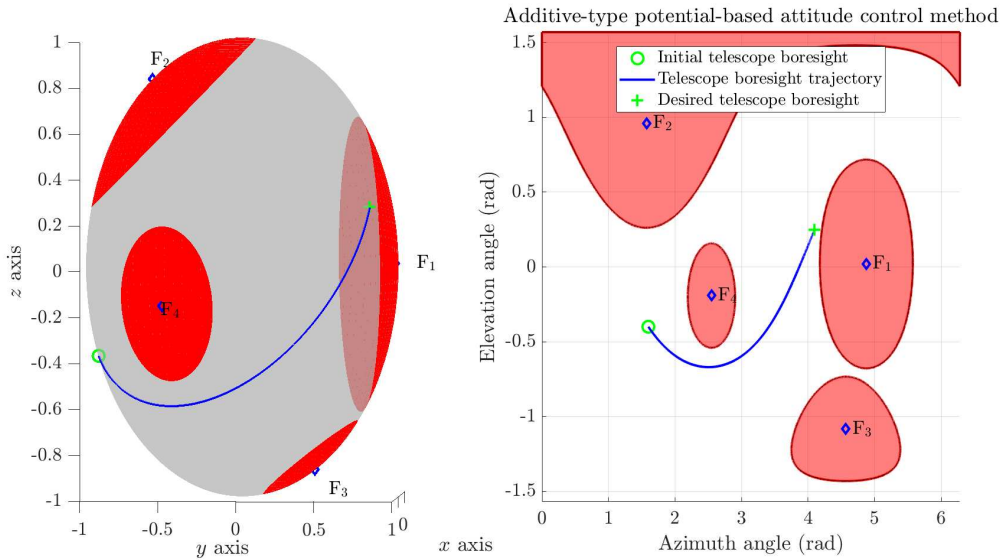 Additive-type potential-based attitude control method
1
0.8
0.6
0.4
0.2
0
-0.2
-0.4
-0.6
-0.8
-1
z axis
F2
F1
F4
F3
-1
-0.5
0
0.5
1
0
y axis
x axis
1.5
1
0.5
0
-0.5
-1
-1.5
Elevation angle (rad)
Initial telescope boresight
Telescope boresight trajectory
Desired telescope boresight
F2
F1
F4
F3
0
1
2
3
4
5
6
Azimuth angle (rad)